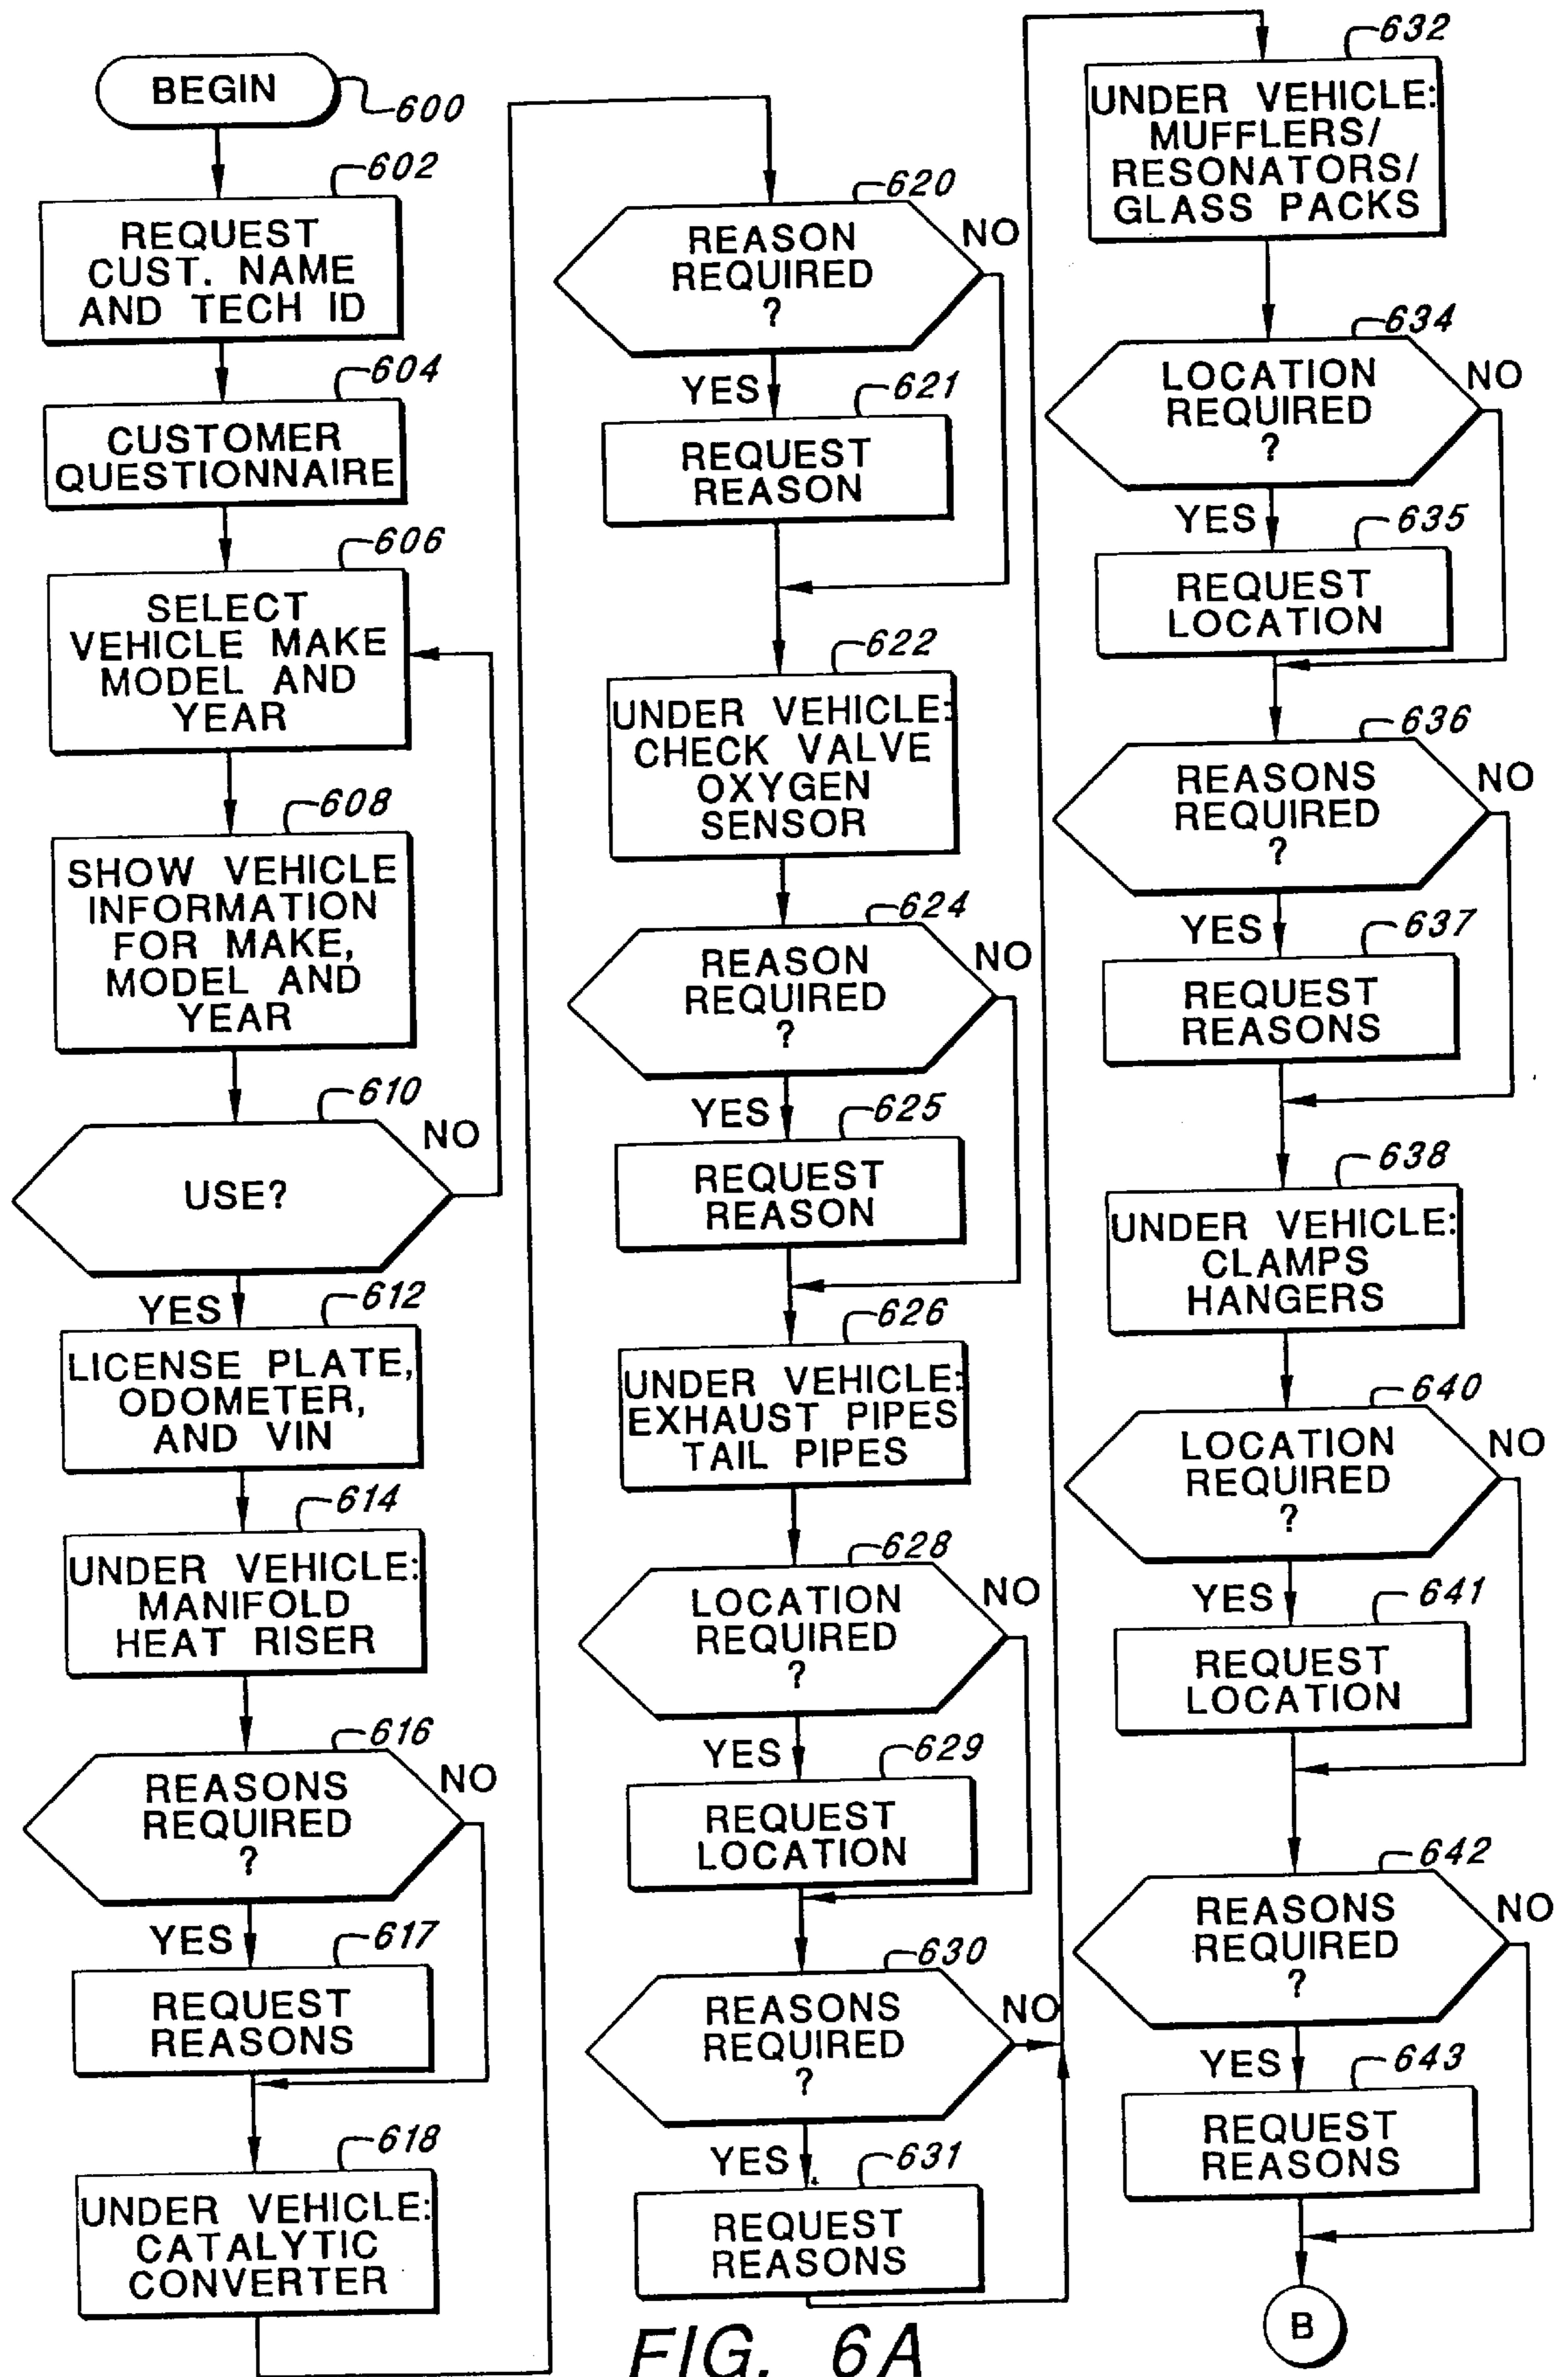 BEGIN
600
602
REQUEST
CUST. NAME
AND TECH ID
604
CUSTOMER
QUESTIONNAIRE
606
SELECT
VEHICLE MAKE
MODEL AND
YEAR
608
SHOW VEHICLE
INFORMATION
FOR MAKE,
MODEL AND
YEAR
610
NO
USE?
YES
612
LICENSE PLATE,
ODOMETER,
AND VIN
614
UNDER VEHICLE:
MANIFOLD
HEAT RISER
616
NO
REASONS
REQUIRED
?
YES
617
REQUEST
REASONS
618
UNDER VEHICLE:
CATALYTIC
CONVERTER
620
NO
REASON
REQUIRED
?
YES
621
REQUEST
REASON
622
UNDER VEHICLE:
CHECK VALVE
OXYGEN
SENSOR
624
NO
REASON
REQUIRED
?
YES
625
REQUEST
REASON
626
UNDER VEHICLE:
EXHAUST PIPES
TAIL PIPES
628
NO
LOCATION
REQUIRED
?
YES
629
REQUEST
LOCATION
630
NO
REASONS
REQUIRED
?
YES
631
REQUEST
REASONS
632
UNDER VEHICLE:
MUFFLERS/
RESONATORS/
GLASS PACKS
634
NO
LOCATION
REQUIRED
?
YES
635
REQUEST
LOCATION
636
NO
REASONS
REQUIRED
?
YES
637
REQUEST
REASONS
638
UNDER VEHICLE:
CLAMPS
HANGERS
640
NO
LOCATION
REQUIRED
?
YES
641
REQUEST
LOCATION
642
NO
REASONS
REQUIRED
?
YES
643
REQUEST
REASONS
B
FIG. 6A